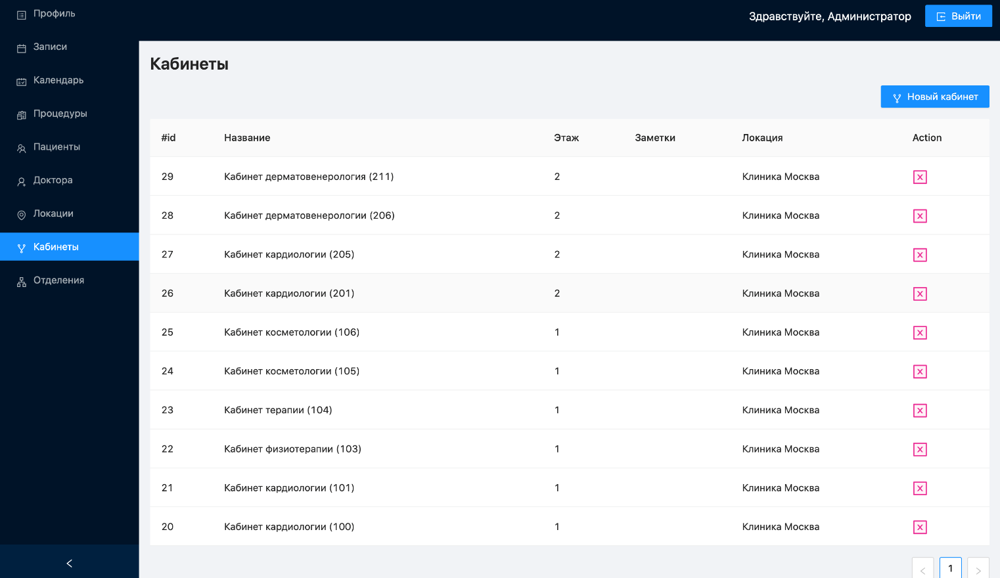 Профиль
Записи
Календарь
Процедуры
Пациенты
Доктора
Локации
Кабинеты
Отделения
Здравствуйте, Администратор
Выйти
Кабинеты
Новый кабинет
#id Название Этаж Заметки Локация Action
29 Кабинет дерматовенерология (211) 2 Клиника Москва x
28 Кабинет дерматовенерологии (206) 2 Клиника Москва x
27 Кабинет кардиологии (205) 2 Клиника Москва x
26 Кабинет кардиологии (201) 2 Клиника Москва x
25 Кабинет косметологии (106) 1 Клиника Москва x
24 Кабинет косметологии (105) 1 Клиника Москва x
23 Кабинет терапии (104) 1 Клиника Москва x
22 Кабинет физиотерапии (103) 1 Клиника Москва x
21 Кабинет кардиологии (101) 1 Клиника Москва x
20 Кабинет кардиологии (100) 1 Клиника Москва x
< 1 >